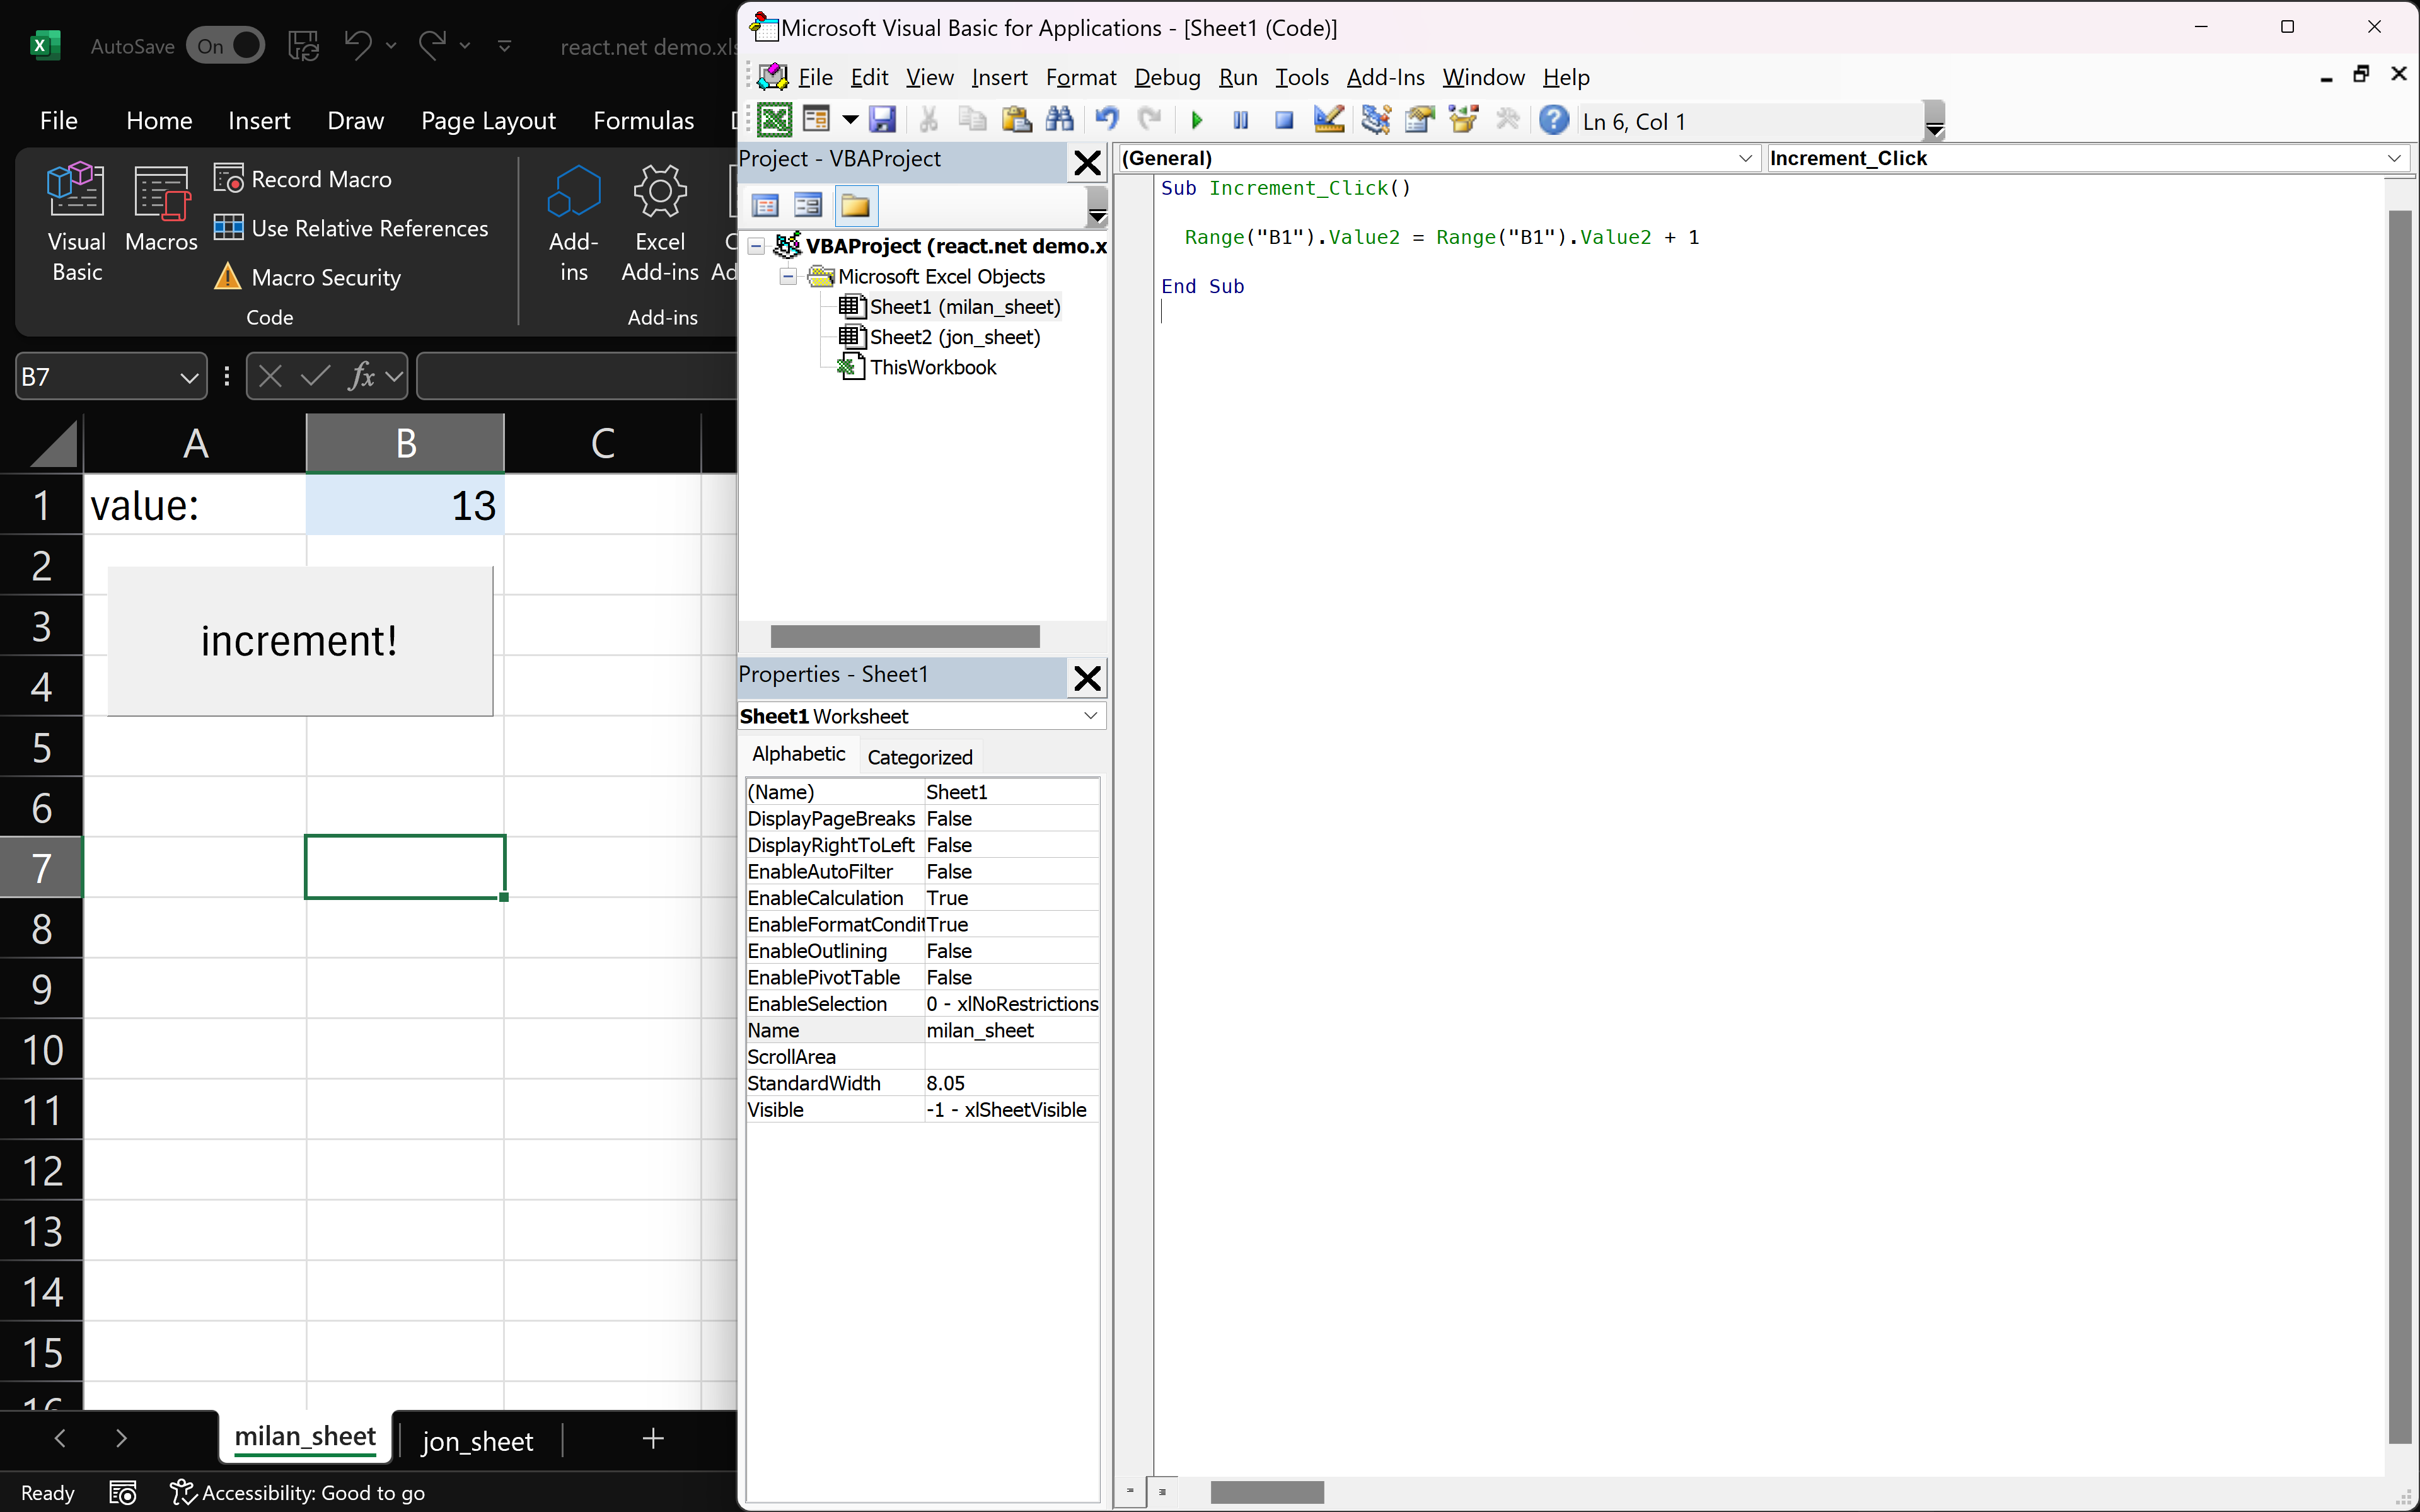 AutoSave On react.net demo.xls
File Home Insert Draw Page Layout Formulas
Visual Basic
Macros
Record Macro
Use Relative References
Macro Security
Code
Add-ins
Excel Add-ins
Add-ins
B7
fx
A B C
1 value: 13
2
increment!
3
4
5
6
7
8
9
10
11
12
13
14
15
16
milan_sheet jon_sheet +
Ready Accessibility: Good to go
Microsoft Visual Basic for Applications - [Sheet1 (Code)]
File Edit View Insert Format Debug Run Tools Add-Ins Window Help
Ln 6, Col 1
Project - VBAProject
VBAProject (react.net demo.x
Microsoft Excel Objects
Sheet1 (milan_sheet)
Sheet2 (jon_sheet)
ThisWorkbook
Properties - Sheet1
Sheet1 Worksheet
Alphabetic Categorized
(Name) Sheet1
DisplayPageBreaks False
DisplayRightToLeft False
EnableAutoFilter False
EnableCalculation True
EnableFormatCondit True
EnableOutlining False
EnablePivotTable False
EnableSelection 0 - xlNoRestrictions
Name milan_sheet
ScrollArea
StandardWidth 8.05
Visible -1 - xlSheetVisible
(General) Increment_Click
Sub Increment_Click()
Range("B1").Value2 = Range("B1").Value2 + 1
End Sub